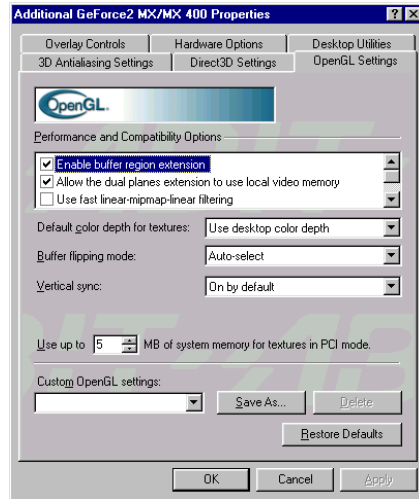 Additional GeForce2 MX/MX 400 Properties
Overlay Controls
Hardware Options
Desktop Utilities
3D Antialiasing Settings
Direct3D Settings
OpenGL Settings
OpenGL.
Performance and Compatibility Options
Enable buffer region extension
Allow the dual planes extension to use local video memory
Use fast linear-mipmap-linear filtering
Default color depth for textures:
Use desktop color depth
Buffer flipping mode:
Auto-select
Vertical sync:
On by default
Use up to 5 MB of system memory for textures in PCI mode.
Custom OpenGL settings:
Save As...
Delete
Restore Defaults
OK
Cancel
Apply